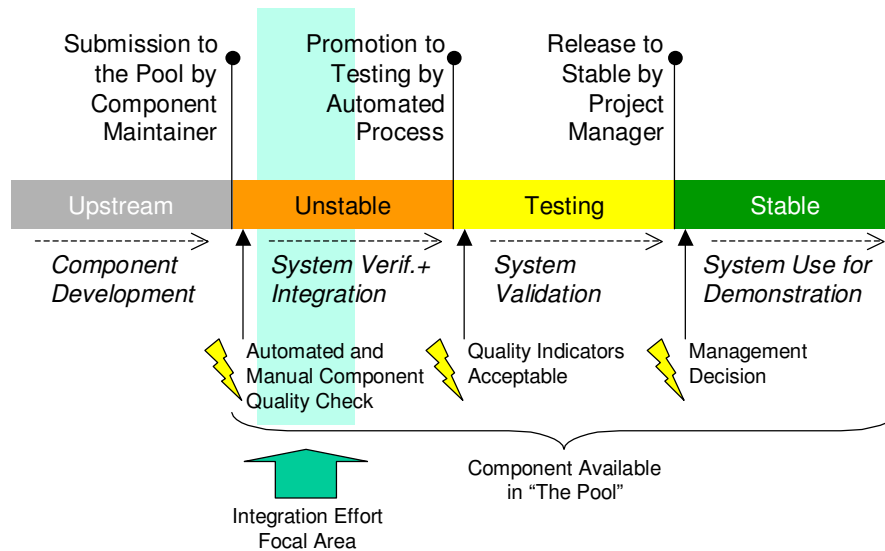 Submission to
the Pool by
Component
Maintainer
Promotion to
Testing by
Automated
Process
Release to
Stable by
Project
Manager
Upstream
Unstable
Testing
Stable
Component
Development
System Verif.+
Integration
System
Validation
System Use for
Demonstration
Automated and
Manual Component
Quality Check
Quality Indicators
Acceptable
Management
Decision
Component Available
in “The Pool”
Integration Effort
Focal Area